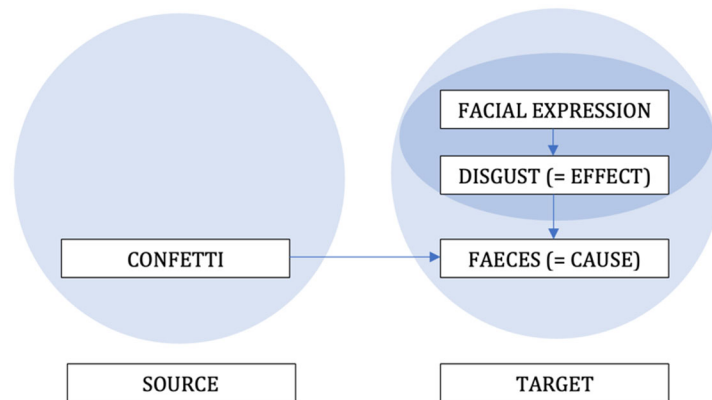 FACIAL EXPRESSION
DISGUST (= EFFECT)
CONFETTI
FAECES (= CAUSE)
SOURCE
TARGET